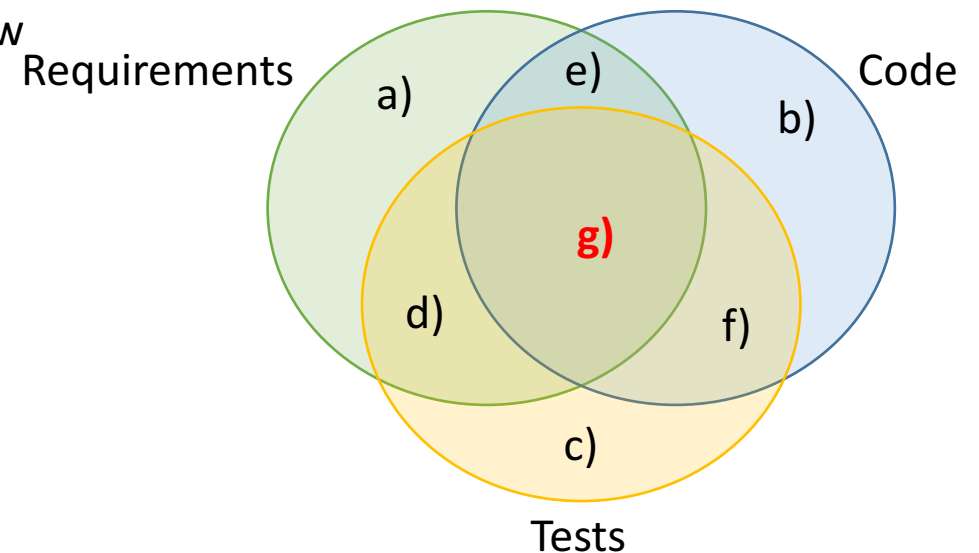 w
Requirements
Code
a)
e)
b)
g)
d)
f)
c)
Tests